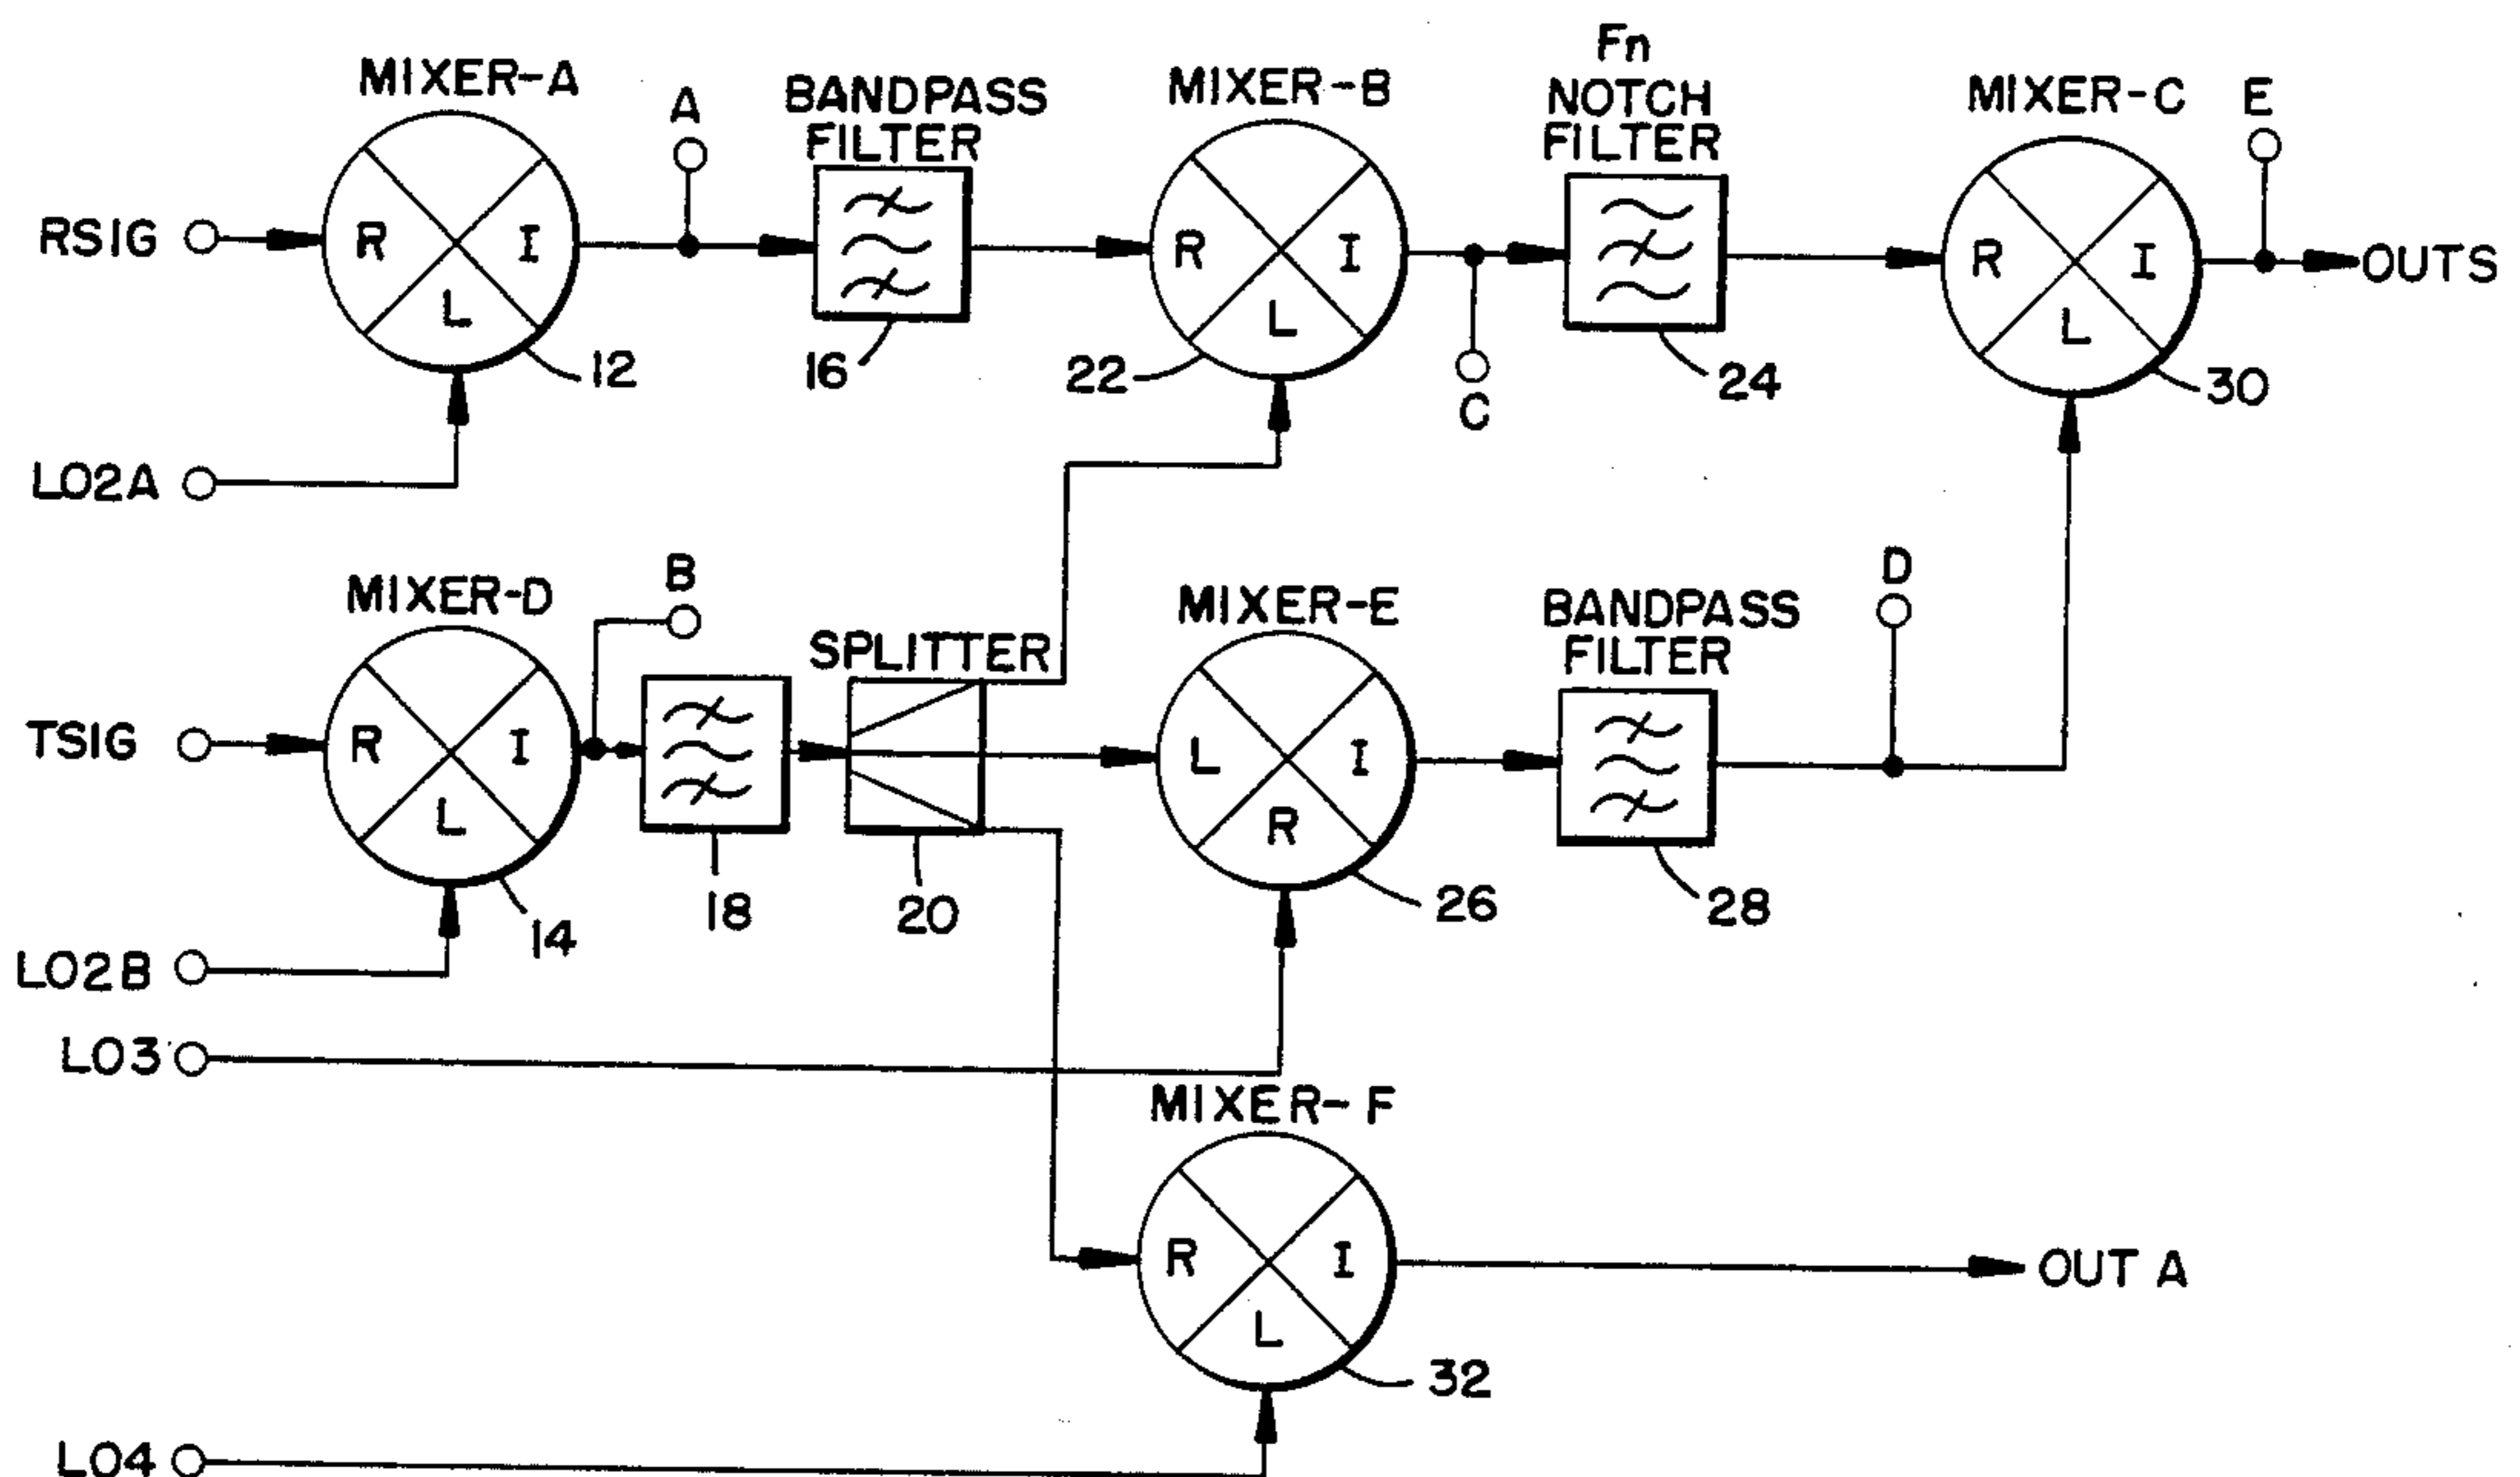 Fn
MIXER-A
A
BANDPASS
FILTER
MIXER-B
NOTCH
FILTER
MIXER-C
E
RSIG
R
I
L
R
I
L
R
I
L
OUTS
12
16
22
C
24
30
LO2A
MIXER-D
B
SPLITTER
MIXER-E
BANDPASS
FILTER
D
TSIG
R
I
L
L
I
R
14
18
20
26
28
LO2B
LO3
MIXER-F
R
I
L
OUT A
32
LO4